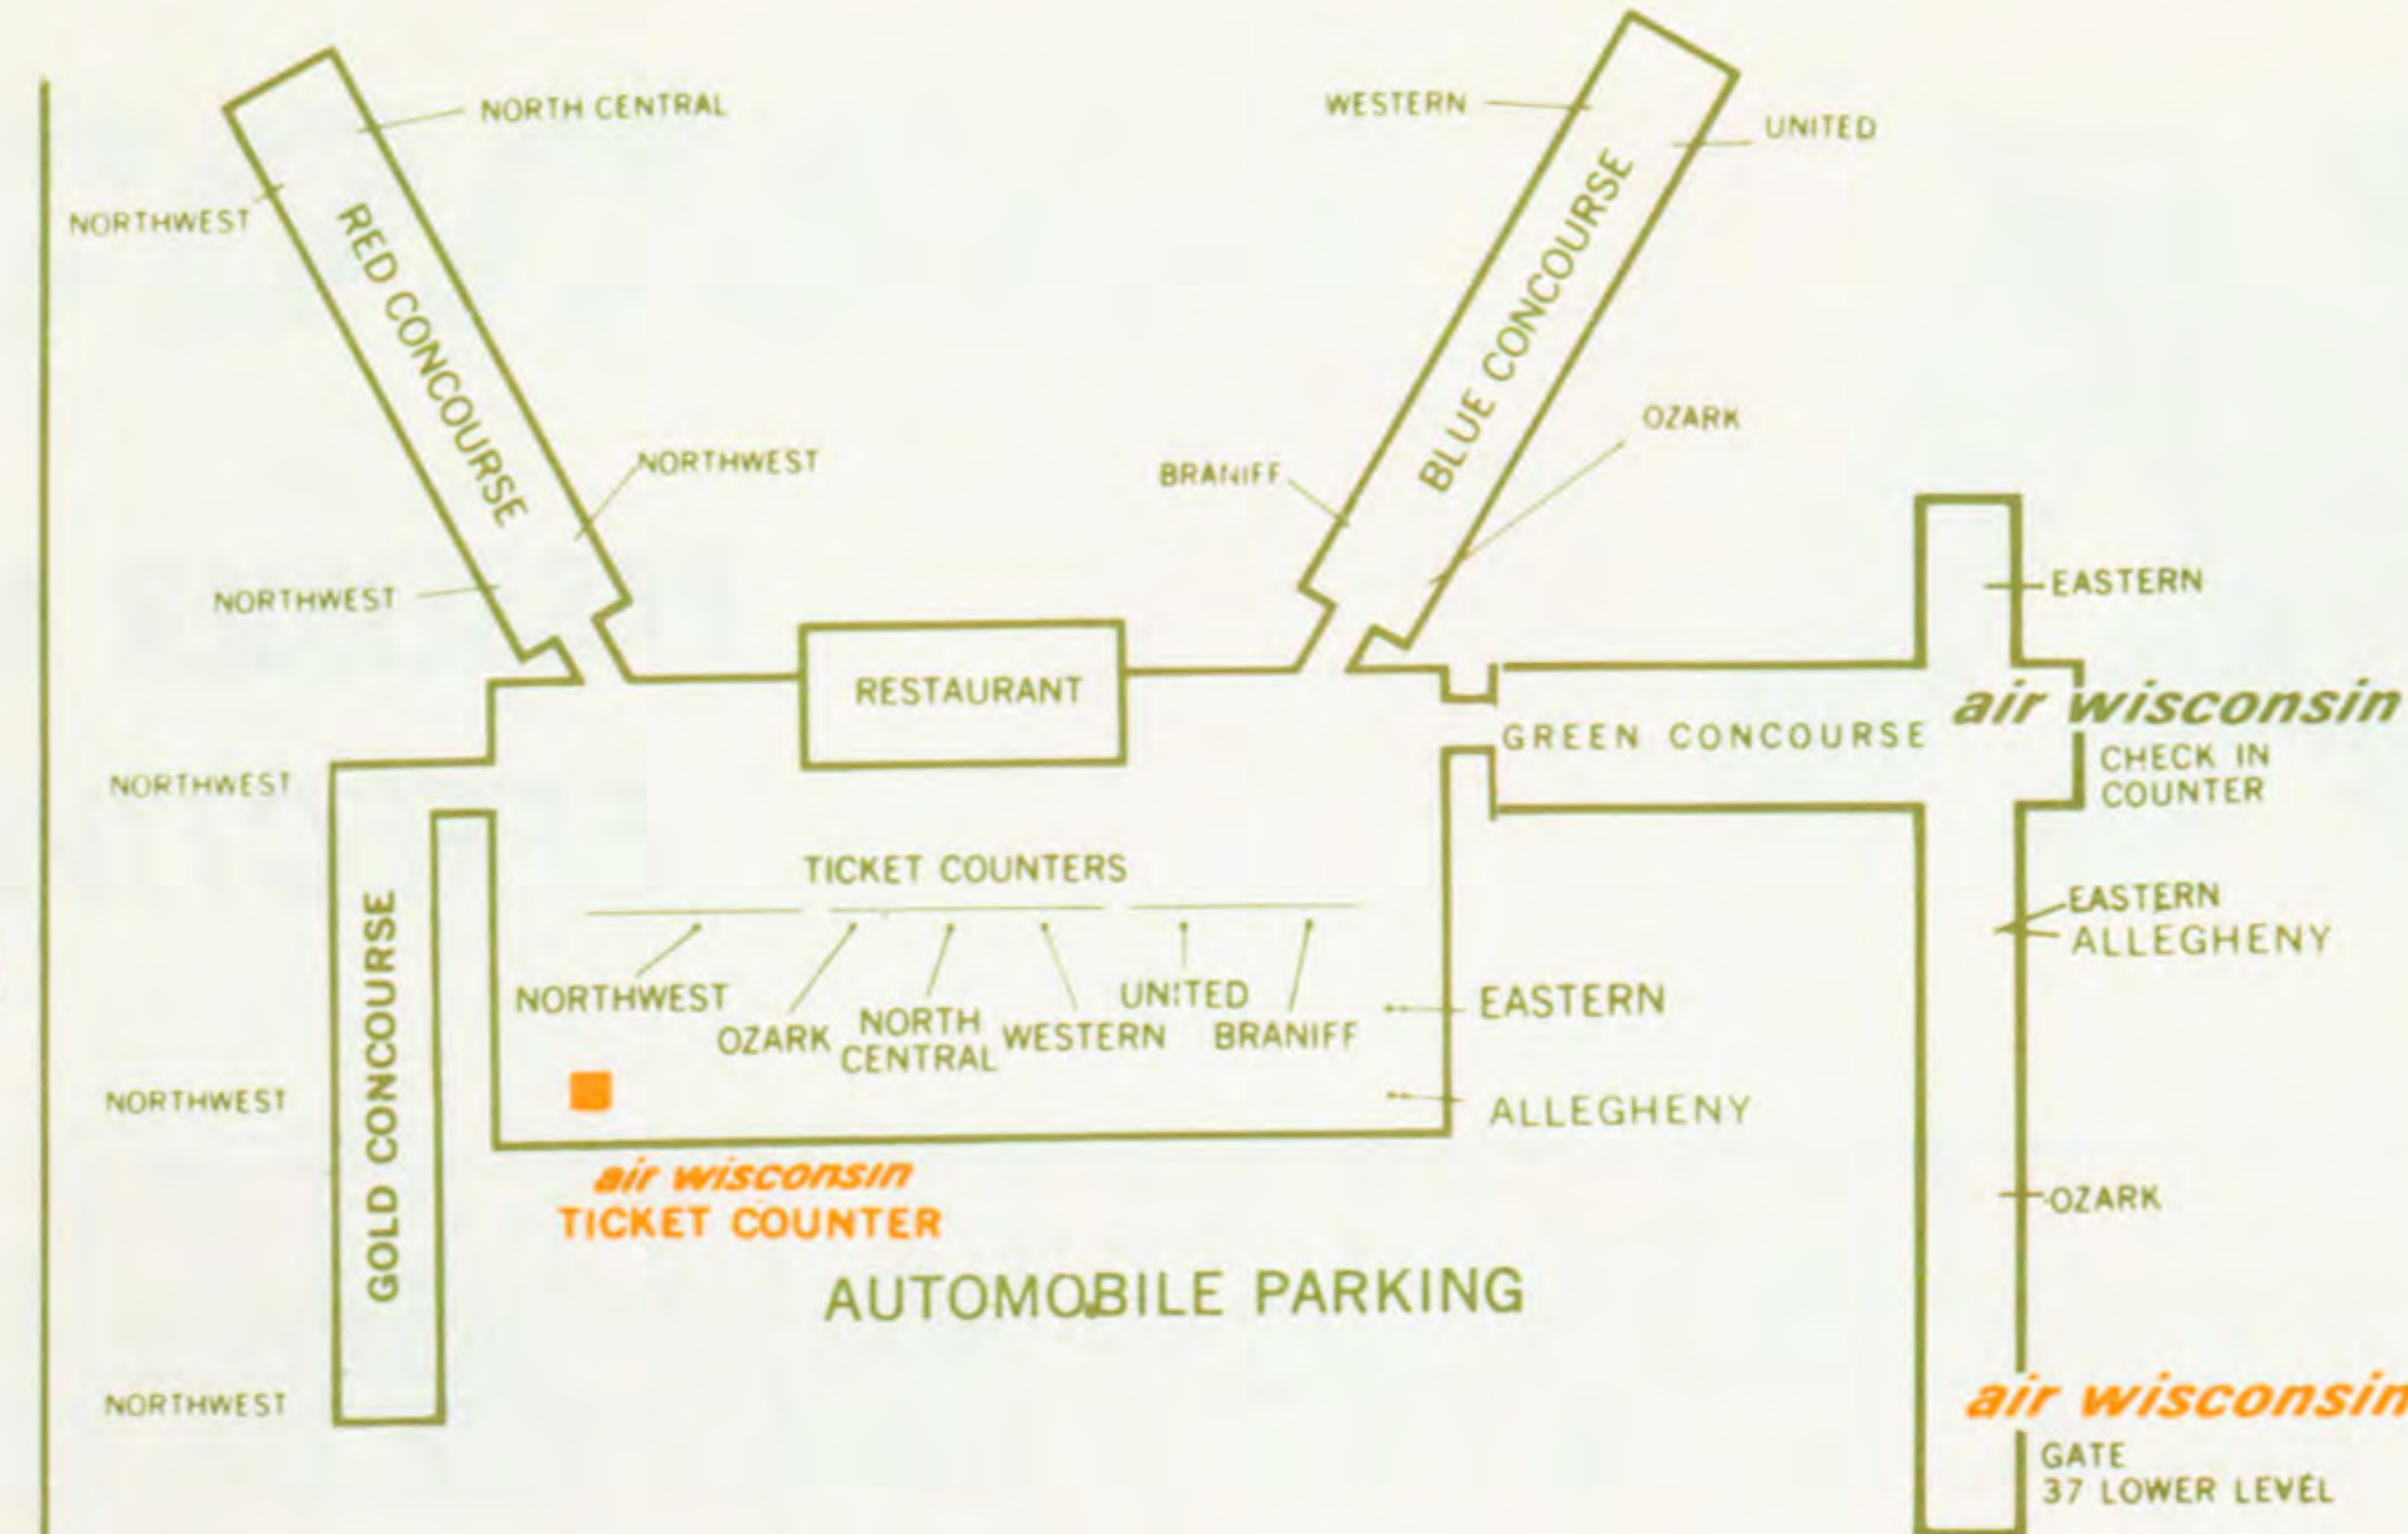 NORTH CENTRAL
WESTERN
UNITED
NORTHWEST
RED CONCOURSE
BLUE CONCOURSE
OZARK
NORTHWEST
BRANIFF
NORTHWEST
EASTERN
RESTAURANT
air wisconsin
GREEN CONCOURSE
CHECK IN
COUNTER
NORTHWEST
TICKET COUNTERS
EASTERN
ALLEGHENY
GOLD CONCOURSE
NORTHWEST
OZARK
NORTH
CENTRAL
WESTERN
UNITED
BRANIFF
EASTERN
ALLEGHENY
NORTHWEST
air wisconsin
TICKET COUNTER
OZARK
AUTOMOBILE PARKING
NORTHWEST
air wisconsin
GATE
37 LOWER LEVEL